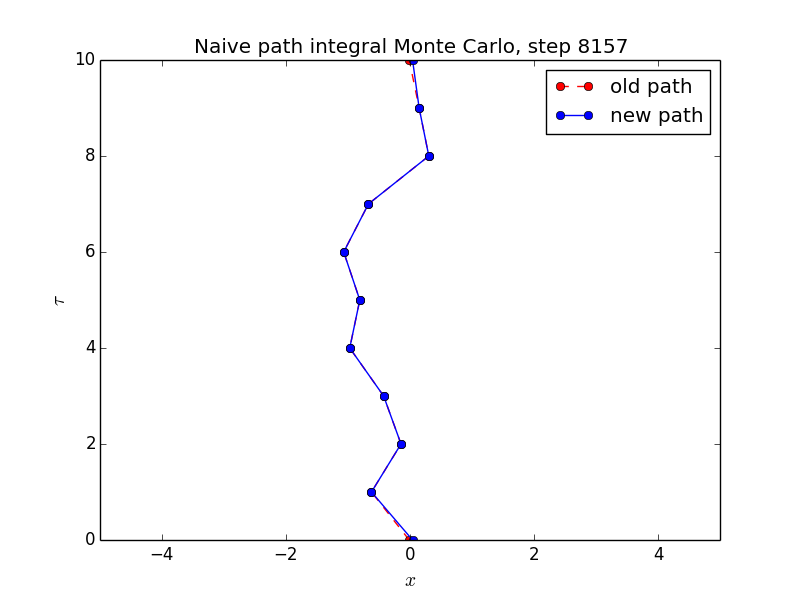 Naive path integral Monte Carlo, step 8157
old path
new path
10
8
6
4
2
0
τ
−4
−2
0
2
4
x